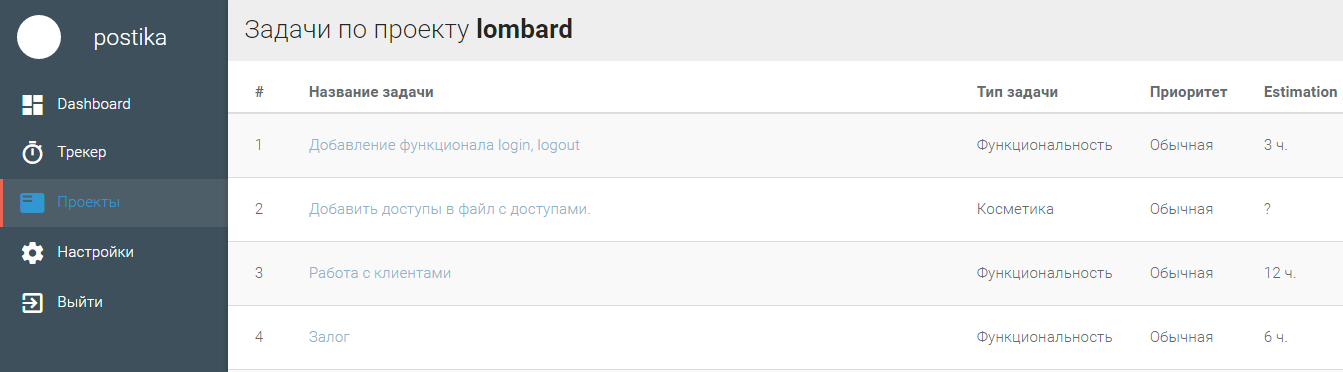 postika
Dashboard
Трекер
Проекты
Настройки
Выйти
Задачи по проекту lombard
# Название задачи Тип задачи Приоритет Estimation
1 Добавление функционала login, logout Функциональность Обычная 3 ч.
2 Добавить доступы в файл с доступами. Косметика Обычная ?
3 Работа с клиентами Функциональность Обычная 12 ч.
4 Залог Функциональность Обычная 6 ч.